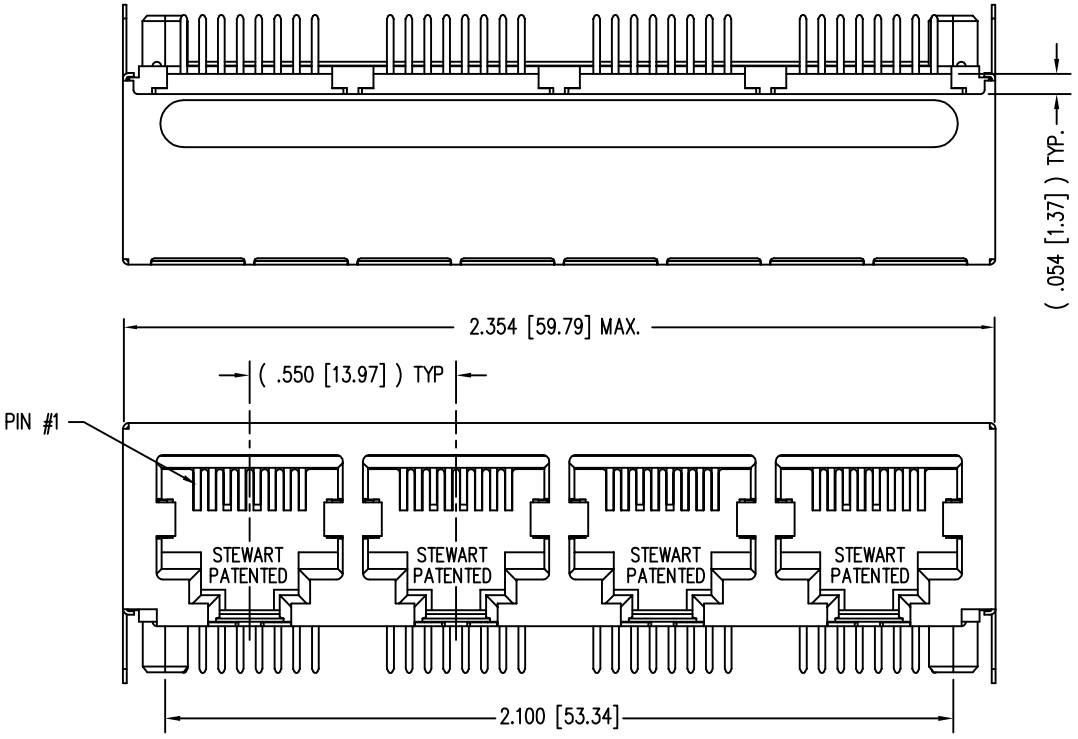 ( .054 [1.37] ) TYP.
2.354 [59.79] MAX.
( .550 [13.97] ) TYP
PIN #1
STEWART
PATENTED
STEWART
PATENTED
STEWART
PATENTED
STEWART
PATENTED
2.100 [53.34]